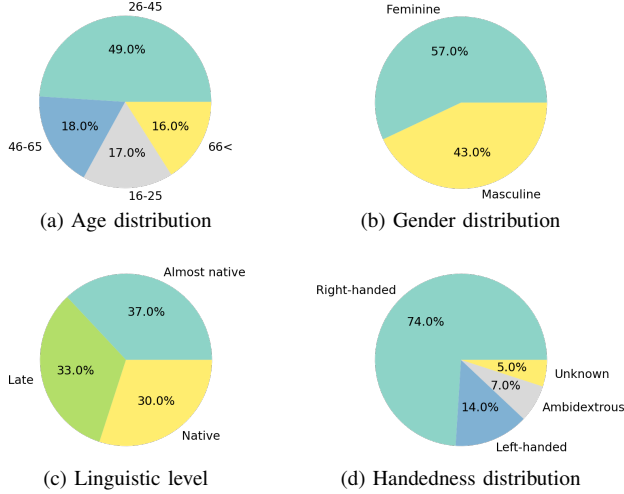 26-45
49.0%
18.0%
16.0%
17.0%
46-65
66<
16-25
(a) Age distribution
Feminine
57.0%
43.0%
Masculine
(b) Gender distribution
Almost native
37.0%
33.0%
Late
30.0%
Native
(c) Linguistic level
Right-handed
74.0%
5.0%
Unknown
7.0%
14.0%
Ambidextrous
Left-handed
(d) Handedness distribution